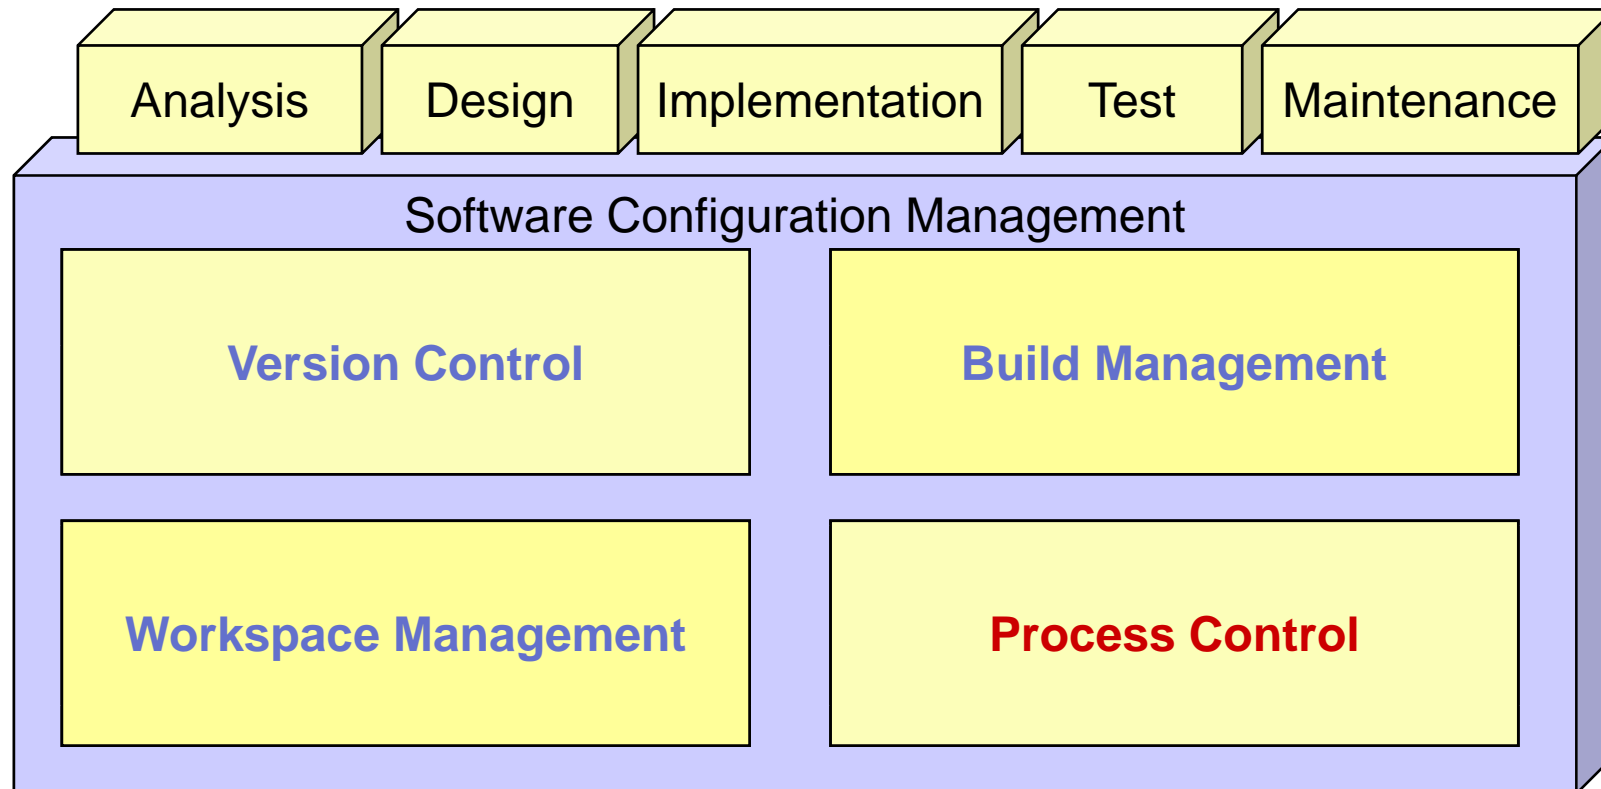 Analysis
Design
Implementation
Test
Maintenance
Software Configuration Management
Version Control
Build Management
Workspace Management
Process Control